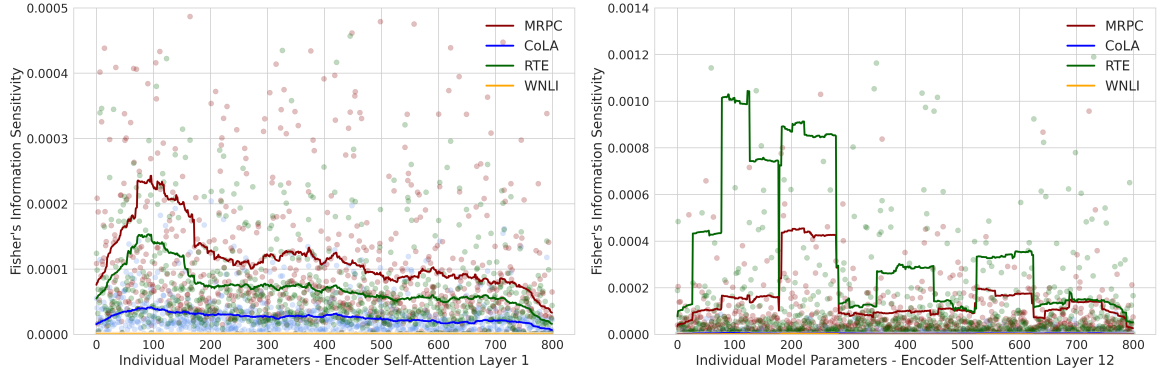 Fisher's Information Sensitivity
0.0005
0.0004
0.0003
0.0002
0.0001
0.0000
0 100 200 300 400 500 600 700 800
Individual Model Parameters - Encoder Self-Attention Layer 1
MRPC
CoLA
RTE
WNLI
Fisher's Information Sensitivity
0.0014
0.0012
0.0010
0.0008
0.0006
0.0004
0.0002
0.0000
0 100 200 300 400 500 600 700 800
Individual Model Parameters - Encoder Self-Attention Layer 12
MRPC
CoLA
RTE
WNLI